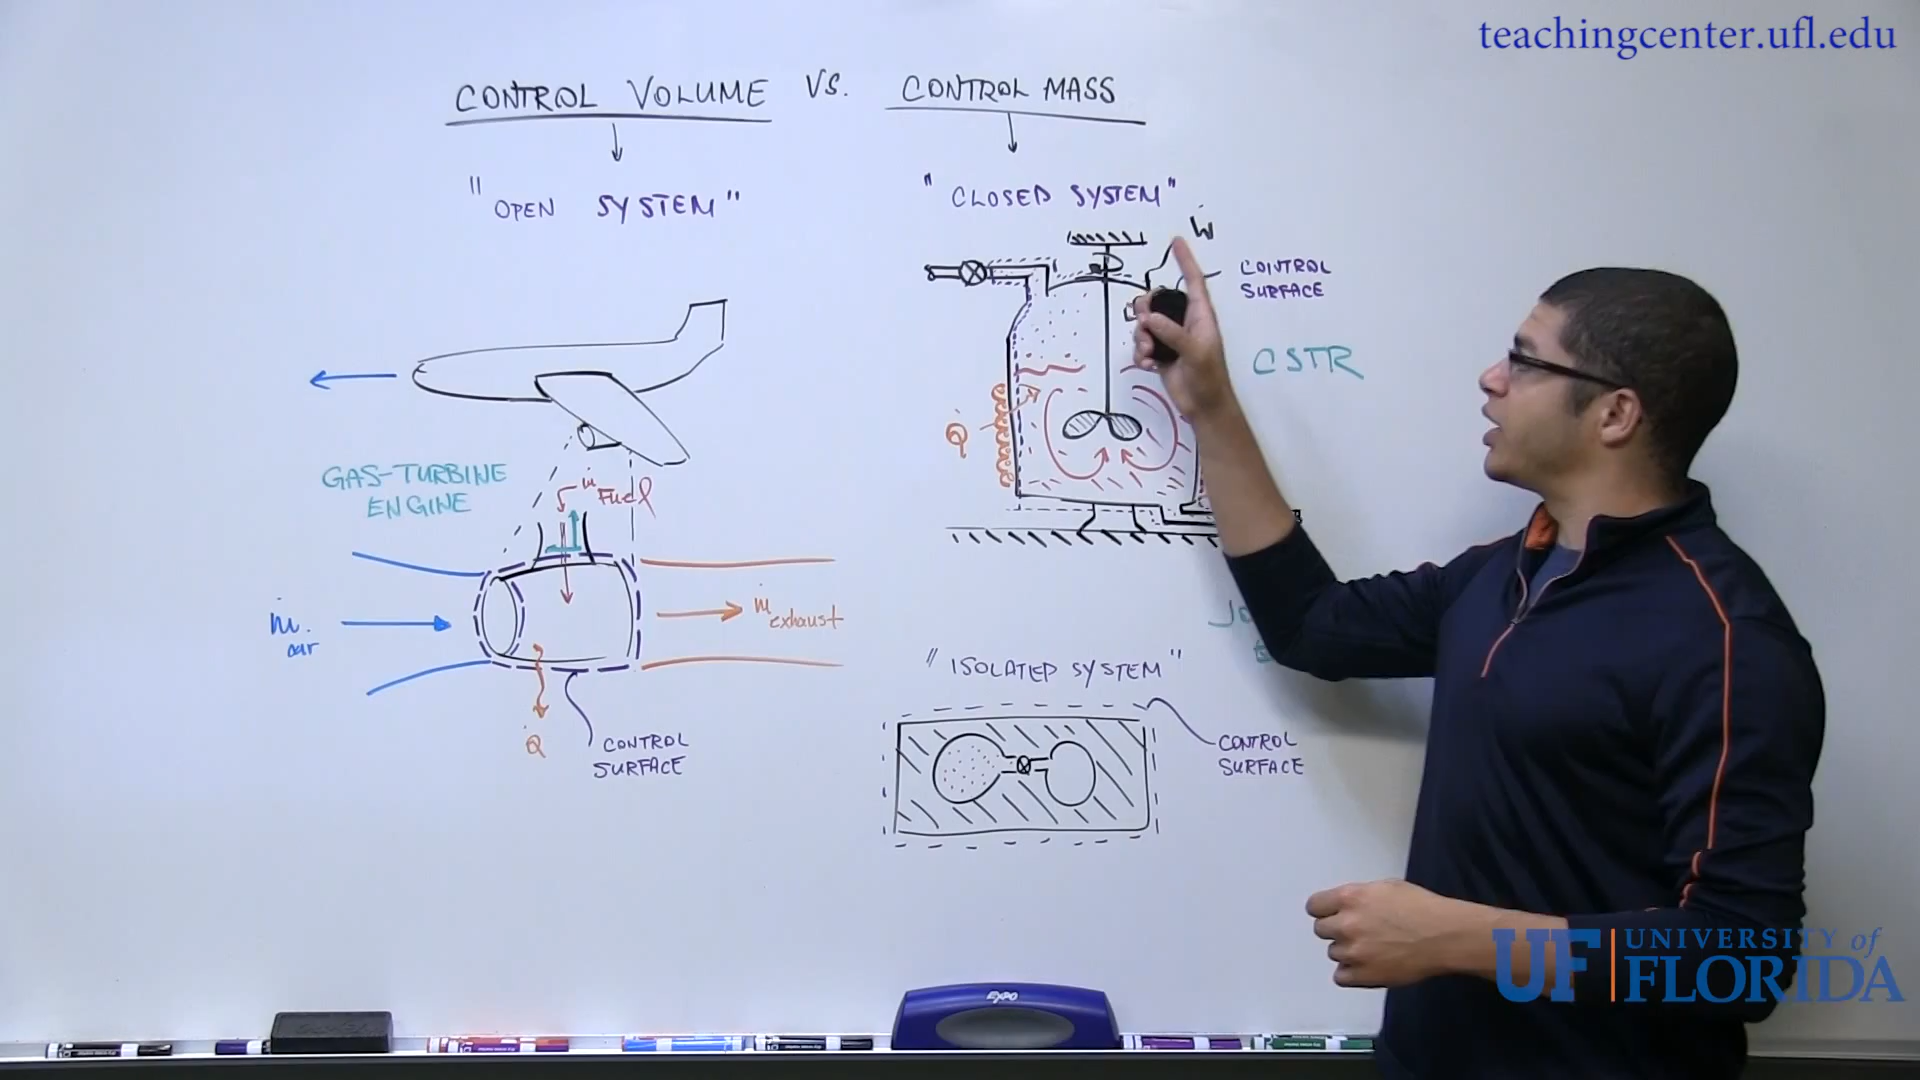 teachingcenter.ufl.edu
CONTROL VOLUME VS. CONTROL MASS
"OPEN SYSTEM"
"CLOSED SYSTEM"
Ẇ
CONTROL
SURFACE
CSTR
Q̇
GAS-TURBINE
ENGINE
ṁ Fuel
ṁ air
ṁ exhaust
Q̇
CONTROL
SURFACE
"ISOLATED SYSTEM"
CONTROL
SURFACE
EXPO
UF UNIVERSITY of
FLORIDA